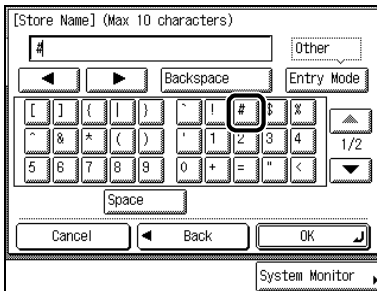 [Store Name] (Max 10 characters)
#
Other
◀ ▶ Backspace Entry Mode
[ ] { | } ` ! # $ %
^ & * ( ) ' 1 2 3 4
1/2
5 6 7 8 9 0 + = " <
Space
Cancel ◀ Back OK
System Monitor